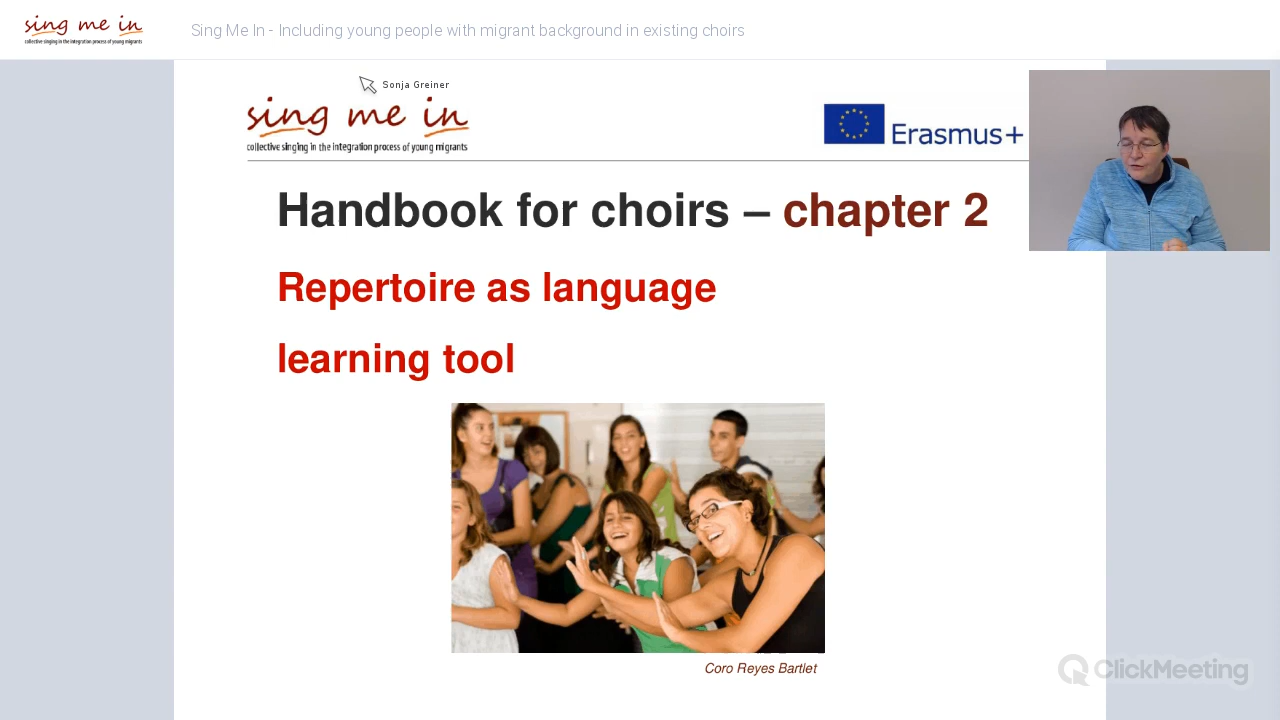 sing me in
collective singing in the integration process of young migrants
Sing Me In - Including young people with migrant background in existing choirs
Sonja Greiner
sing me in
collective singing in the integration process of young migrants
Erasmus+
Handbook for choirs – chapter 2
Repertoire as language
learning tool
Coro Reyes Bartlet
ClickMeeting